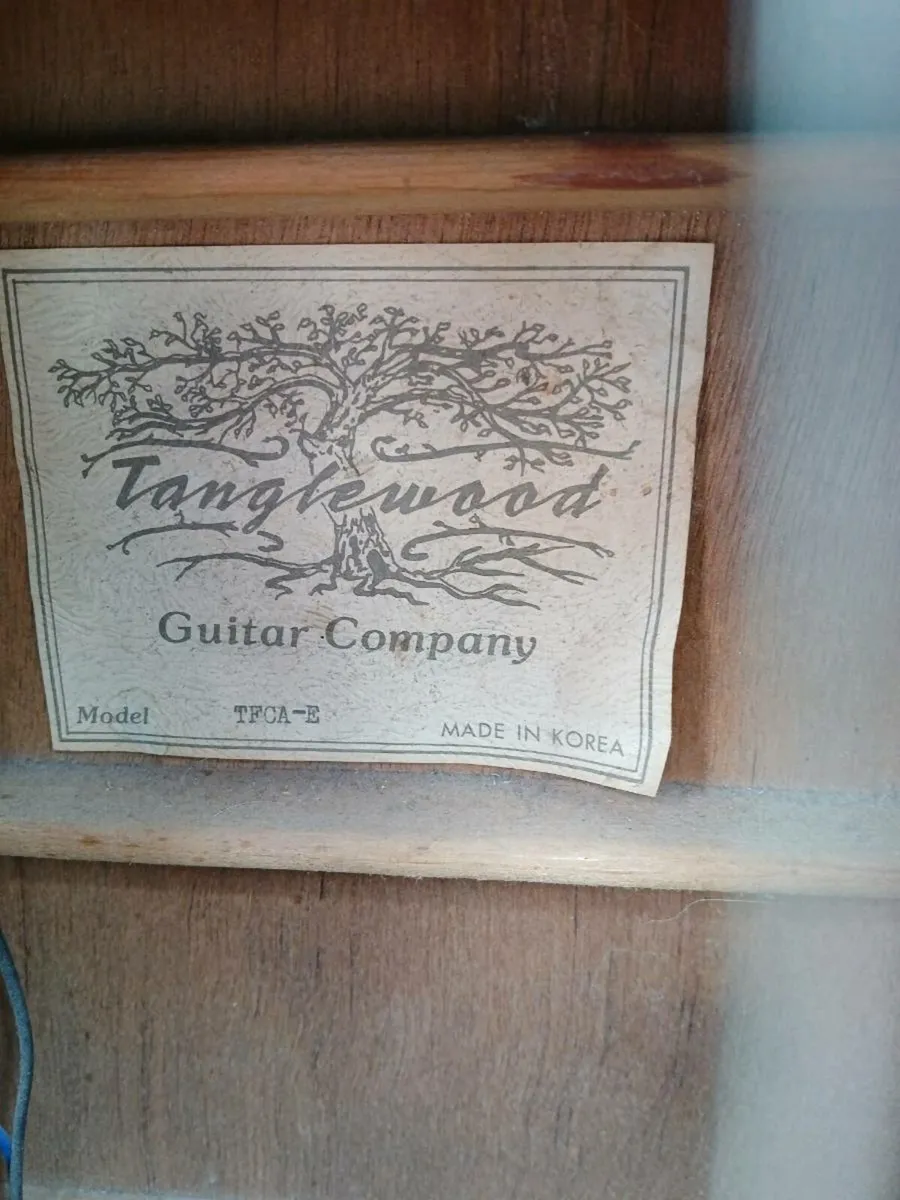 Tanglewood
Guitar Company
Model TFCA-E
MADE IN KOREA